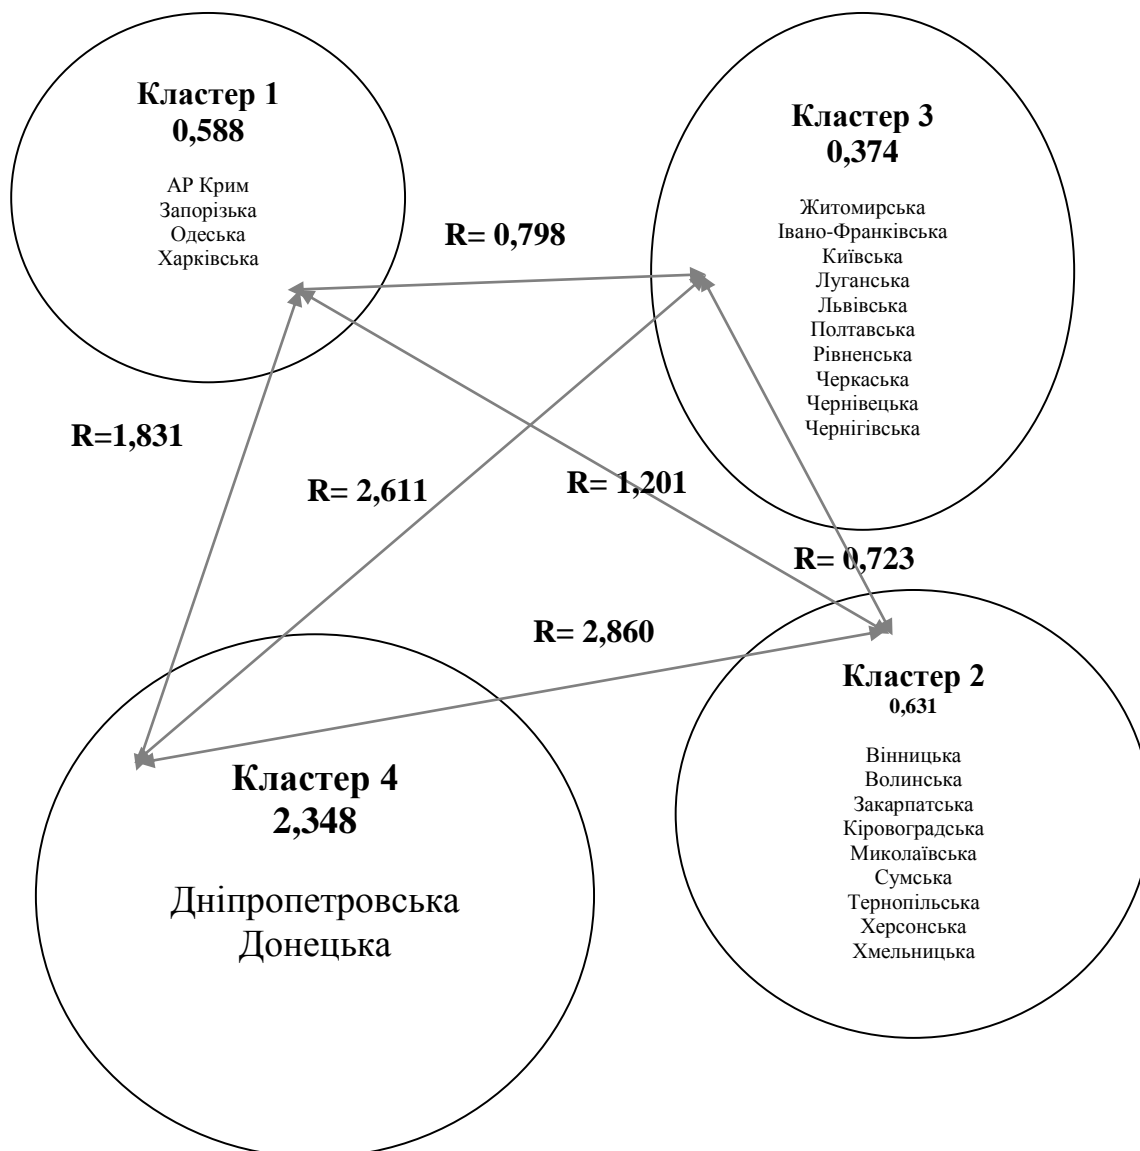 Кластер 1
0,588
АР Крим
Запорізька
Одеська
Харківська
Кластер 3
0,374
Житомирська
Івано-Франківська
Київська
Луганська
Львівська
Полтавська
Рівненська
Черкаська
Чернівецька
Чернігівська
R= 0,798
R=1,831
R= 2,611
R= 1,201
R= 0,723
R= 2,860
Кластер 4
2,348
Дніпропетровська
Донецька
Кластер 2
0,631
Вінницька
Волинська
Закарпатська
Кіровоградська
Миколаївська
Сумська
Тернопільська
Херсонська
Хмельницька